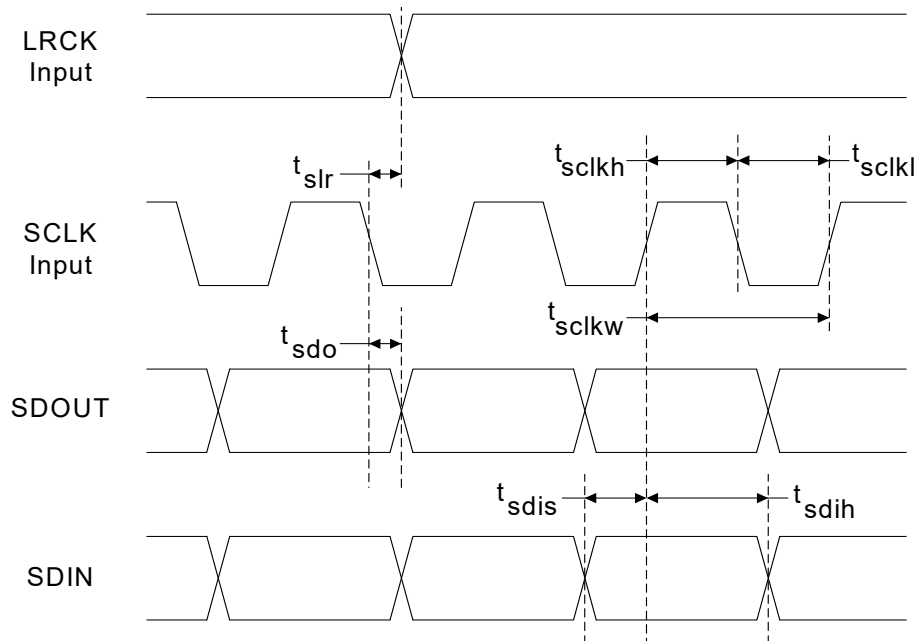 LRCK
Input
t slr
t sclkh
t sclkl
SCLK
Input
t sclkw
t sdo
SDOUT
t sdis
t sdih
SDIN